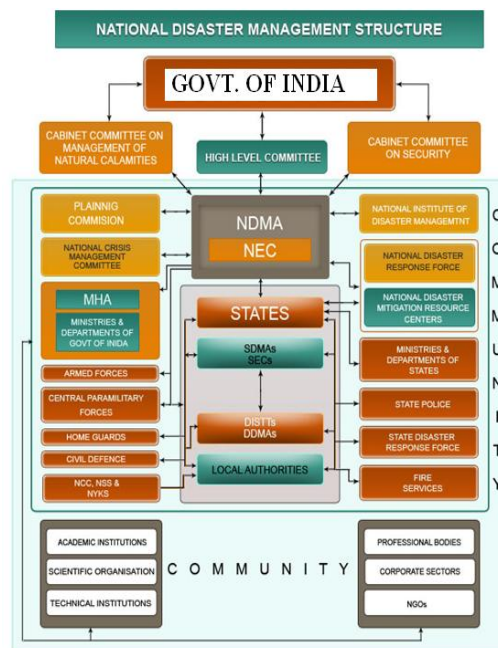 NATIONAL DISASTER MANAGEMENT STRUCTURE
GOVT. OF INDIA
CABINET COMMITTEE ON
MANAGEMENT OF
NATURAL CALAMITIES
HIGH LEVEL COMMITTEE
CABINET COMMITTEE
ON SECURITY
PLAINNIG
COMMISION
NDMA
NEC
NATIONAL INSTITUTE OF
DISASTER MANAGEMTNT
NATIONAL CRISIS
MANAGEMENT
COMMITTEE
NATIONAL DISASTER
RESPONSE FORCE
MHA
MINISTRIES &
DEPARTMENTS OF
GOVT OF INIDA
STATES
NATIONAL DISASTER
MITIGATION RESOURCE
CENTERS
SDMAs
SECs
MINISTRIES &
DEPARTMENTS OF
STATES
ARMED FORCES
CENTRAL PARAMILITARY
FORCES
STATE POLICE
HOME GUARDS
DISTTs
DDMAs
STATE DISASTER
RESPONSE FORCE
CIVIL DEFENCE
LOCAL AUTHORITIES
NCC, NSS &
NYKS
FIRE
SERVICES
C
O
M
M
U
N
I
T
Y
ACADEMIC INSTITUTIONS
SCIENTIFIC ORGANISATION
TECHNICAL INSTITUTIONS
C O M M U N I T Y
PROFESSIONAL BODIES
CORPORATE SECTORS
NGOs